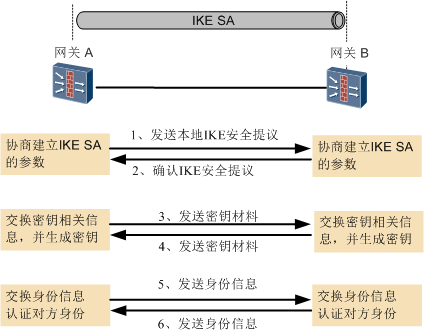 IKE SA
网关 A
网关 B
协商建立IKE SA
的参数
1、发送本地IKE安全提议
2、确认IKE安全提议
协商建立IKE SA
的参数
交换密钥相关信
息，并生成密钥
3、发送密钥材料
4、发送密钥材料
交换密钥相关信
息，并生成密钥
交换身份信息
认证对方身份
5、发送身份信息
6、发送身份信息
交换身份信息
认证对方身份